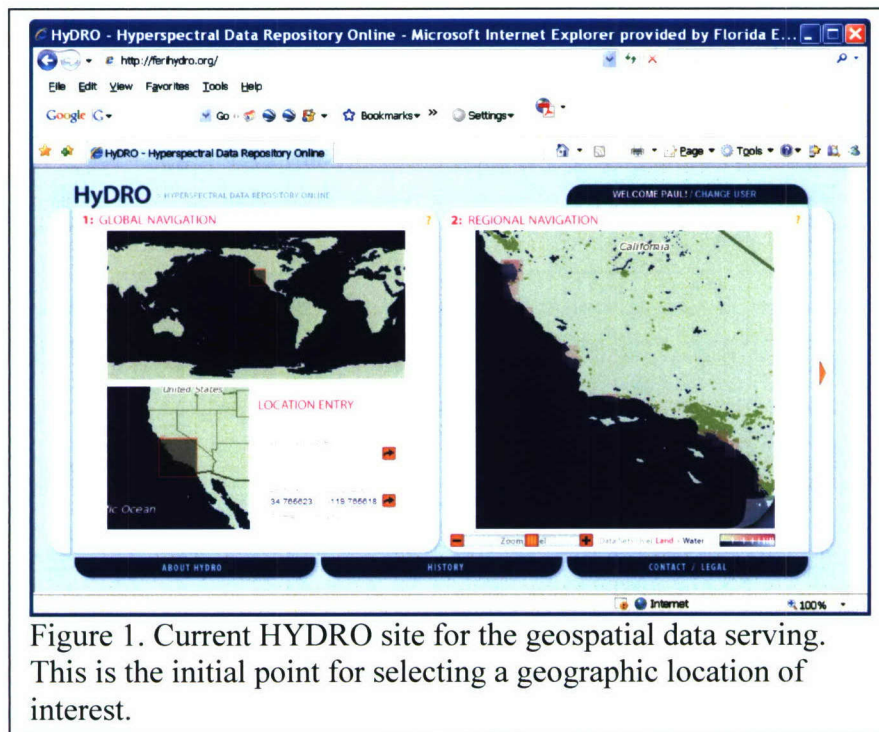 HyDRO - Hyperspectral Data Repository Online - Microsoft Internet Explorer provided by Florida E...
http://ferihydro.org/
File Edit View Favorites Tools Help
Google G Go Bookmarks Settings
HyDRO - Hyperspectral Data Repository Online Page Tools
HyDRO - HYPERSPECTRAL DATA REPOSITORY ONLINE WELCOME PAUL! / CHANGE USER
1: GLOBAL NAVIGATION ?
2: REGIONAL NAVIGATION ?
California
United States
LOCATION ENTRY
34.766623 119.766618
ic Ocean
Zoom el Land Water
ABOUT HYDRO HISTORY CONTACT / LEGAL
Internet 100%
Figure 1. Current HYDRO site for the geospatial data serving.
This is the initial point for selecting a geographic location of
interest.